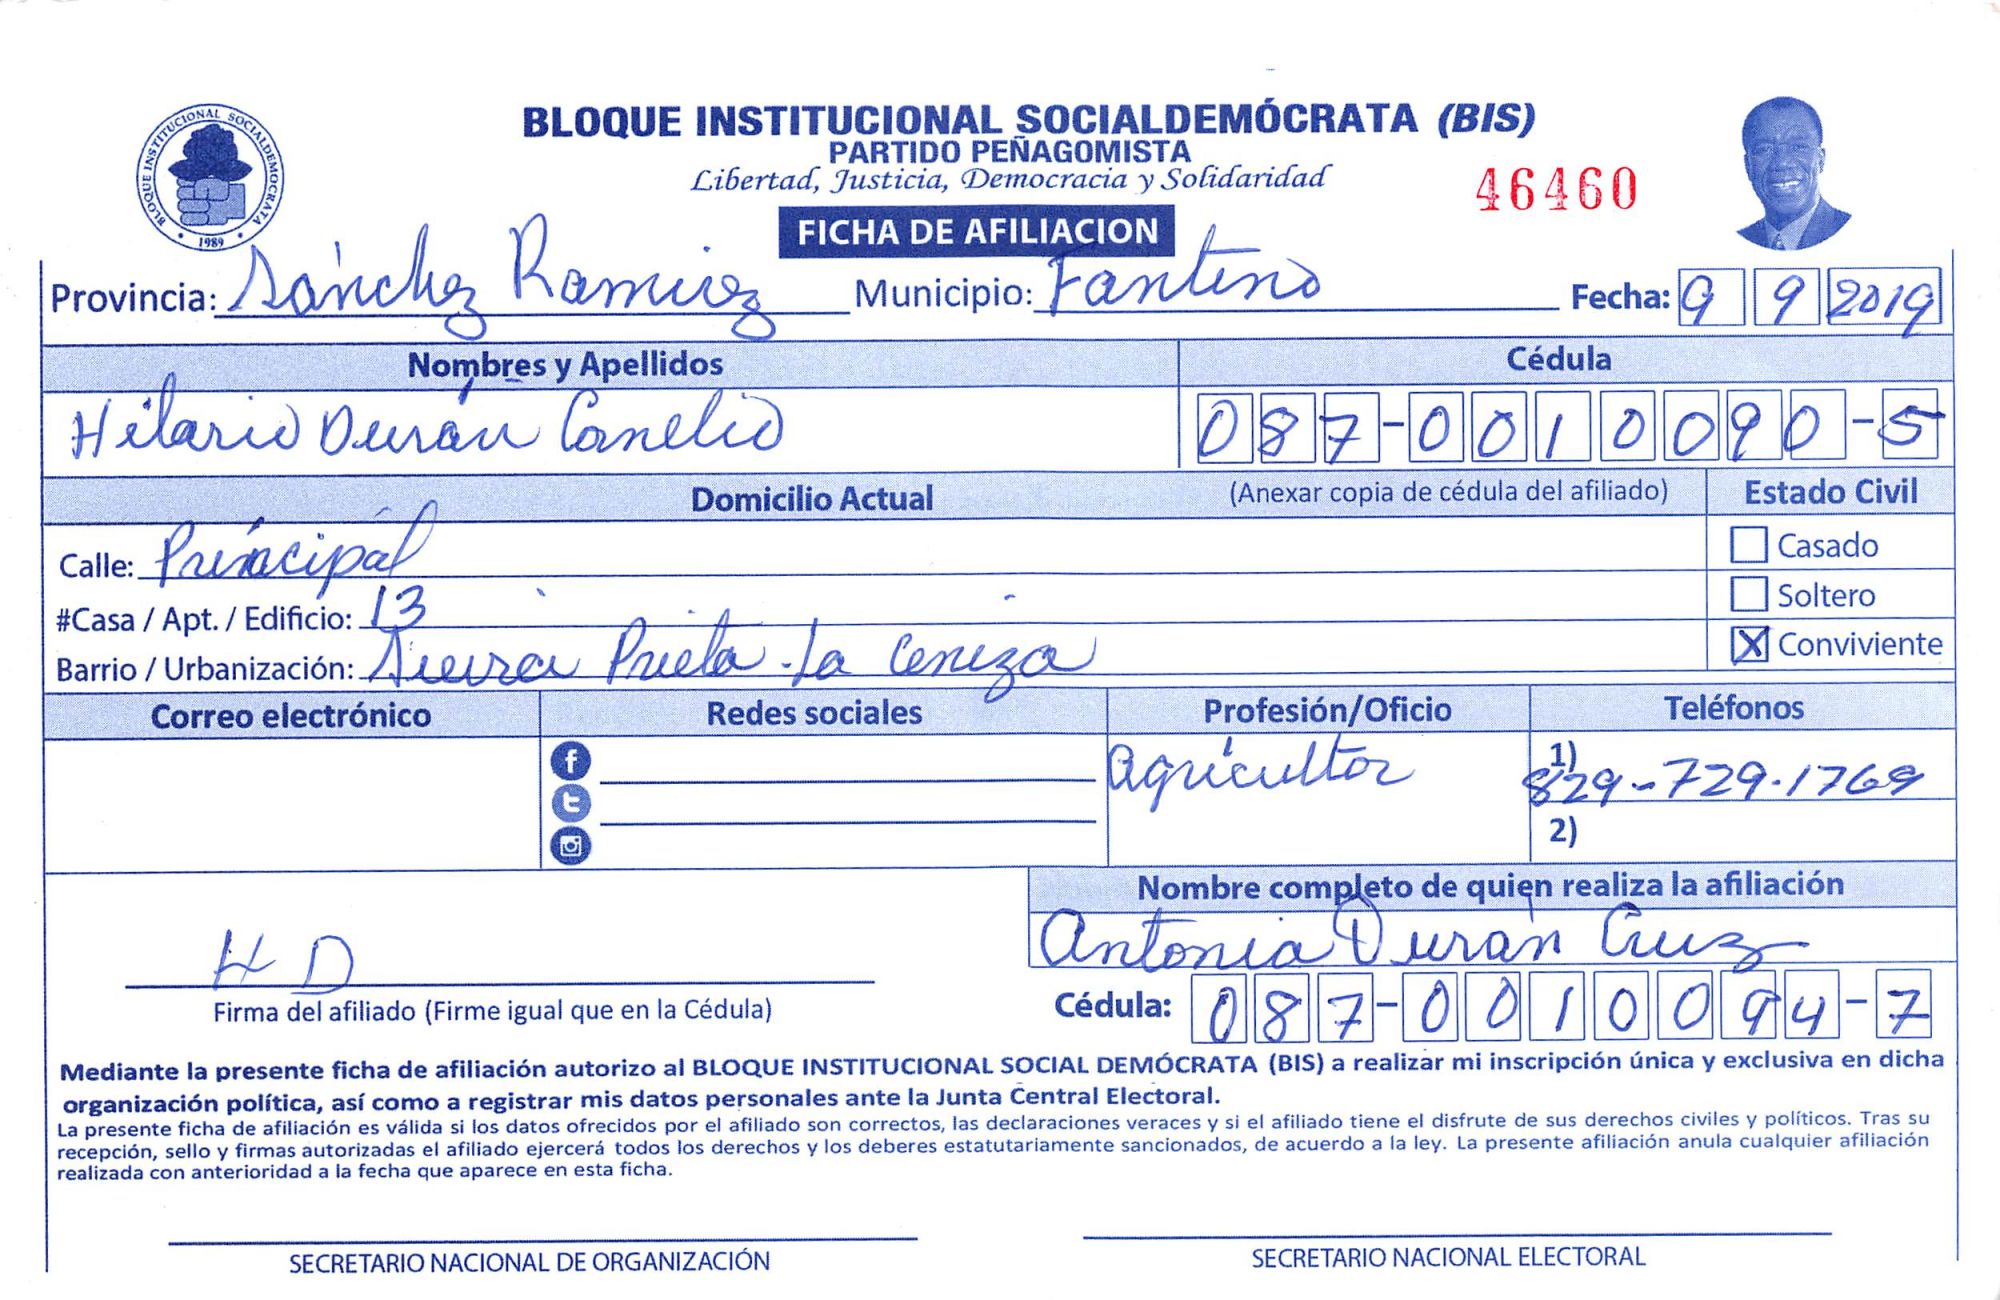 BLOQUE INSTITUCIONAL SOCIALDEMÓCRATA (BIS)
PARTIDO PEÑAGOMISTA
Libertad, Justicia, Democracia y Solidaridad
46460
BLOQUE INSTITUCIONAL SOCIALDEMOCRATA
1989
FICHA DE AFILIACION
Provincia: Sánchez Ramirez Municipio: Fantino Fecha: 9 9 2019
Nombres y Apellidos Cédula
Hilario Durán Canelio 087-0010090-5
Domicilio Actual (Anexar copia de cédula del afiliado) Estado Civil
Calle: Principal Casado
#Casa / Apt. / Edificio: 13 Soltero
Barrio / Urbanización: Sierra Prieta - La Ceniza X Conviviente
Correo electrónico Redes sociales Profesión/Oficio Teléfonos
Agricultor 1) 829-729-1769
2)
Nombre completo de quien realiza la afiliación
Antonia Durán Cruz
H D
Firma del afiliado (Firme igual que en la Cédula) Cédula: 087-0010094-7
Mediante la presente ficha de afiliación autorizo al BLOQUE INSTITUCIONAL SOCIAL DEMÓCRATA (BIS) a realizar mi inscripción única y exclusiva en dicha
organización política, así como a registrar mis datos personales ante la Junta Central Electoral.
La presente ficha de afiliación es válida si los datos ofrecidos por el afiliado son correctos, las declaraciones veraces y si el afiliado tiene el disfrute de sus derechos civiles y políticos. Tras su
recepción, sello y firmas autorizadas el afiliado ejercerá todos los derechos y los deberes estatutariamente sancionados, de acuerdo a la ley. La presente afiliación anula cualquier afiliación
realizada con anterioridad a la fecha que aparece en esta ficha.
SECRETARIO NACIONAL DE ORGANIZACIÓN SECRETARIO NACIONAL ELECTORAL